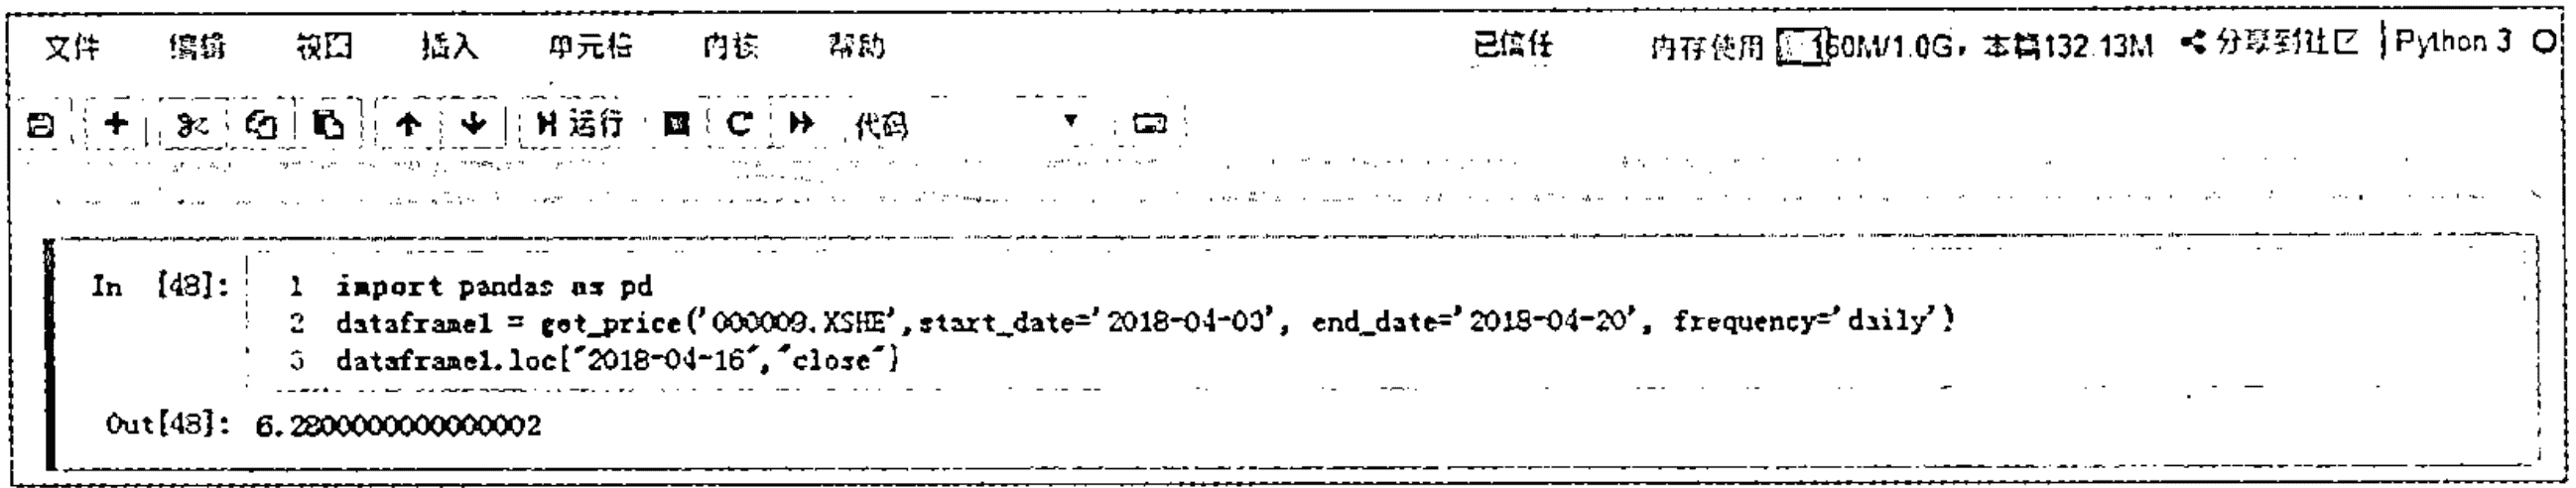 文件 编辑 视图 插入 单元格 内核 帮助 已信任 内存使用 160M/1.0G，本篇132.13M 分享到社区 Python 3
运行 代码
In [48]: 1 import pandas as pd
2 dataframe1 = get_price('000009.XSHE',start_date='2018-04-03', end_date='2018-04-20', frequency='daily')
3 dataframe1.loc["2018-04-16","close"]
Out[48]: 6.2800000000000002